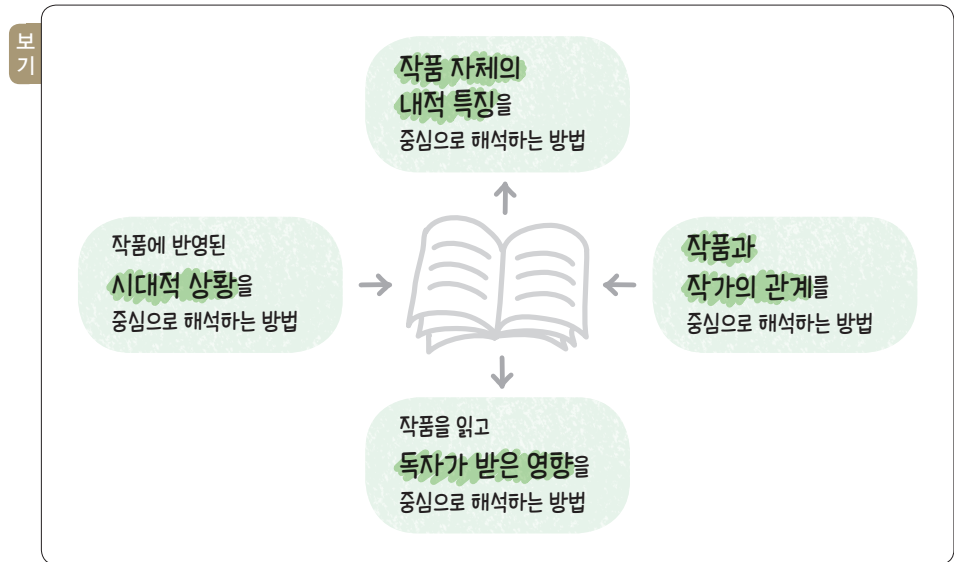 보
기
작품 자체의
내적 특징을
중심으로 해석하는 방법
작품에 반영된
시대적 상황을
중심으로 해석하는 방법
작품과
작가의 관계를
중심으로 해석하는 방법
작품을 읽고
독자가 받은 영향을
중심으로 해석하는 방법